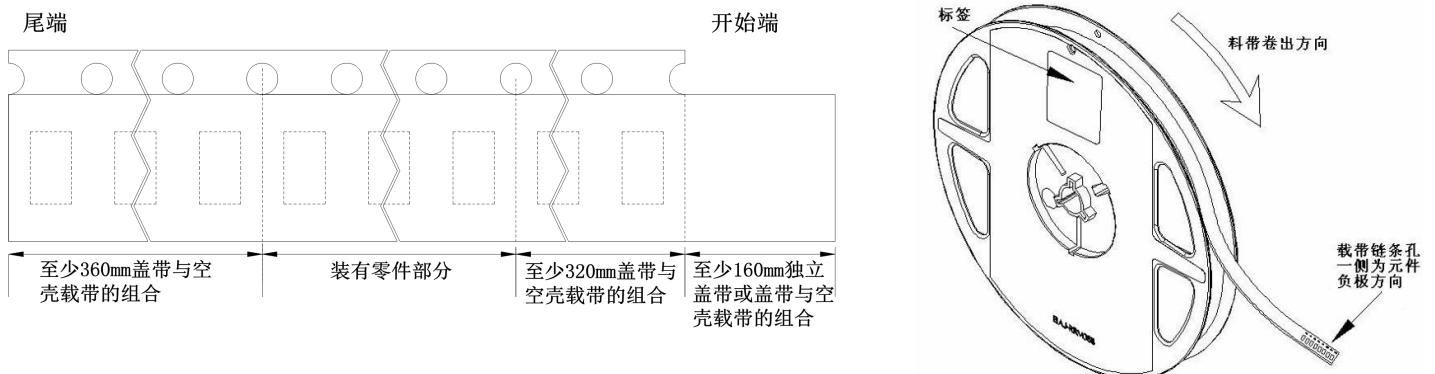 尾端
开始端
至少360mm盖带与空
壳载带的组合
装有零件部分
至少320mm盖带与
空壳载带的组合
至少160mm独立
盖带或盖带与空
壳载带的组合
标签
料带卷出方向
载带链条孔
一侧为元件
负极方向